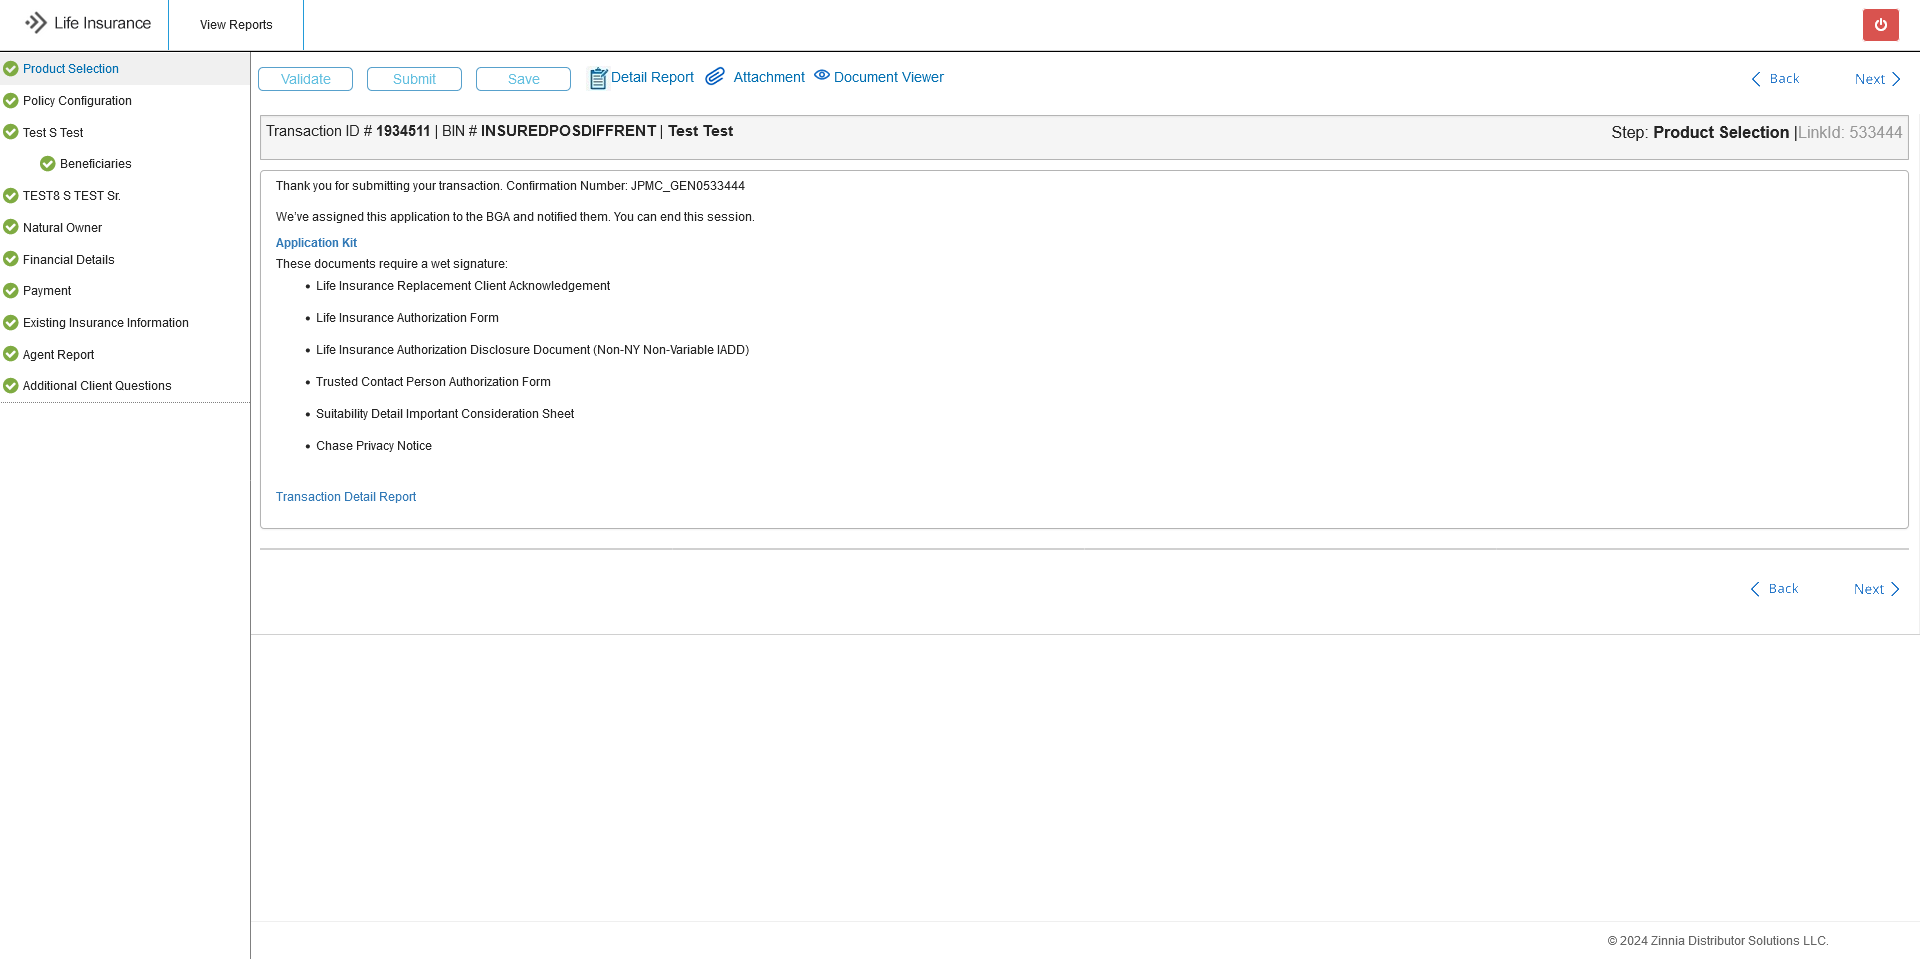 Life Insurance
View Reports
Product Selection
Policy Configuration
Test S Test
Beneficiaries
TEST8 S TEST Sr.
Natural Owner
Financial Details
Payment
Existing Insurance Information
Agent Report
Additional Client Questions
Validate Submit Save Detail Report Attachment Document Viewer Back Next
Transaction ID # 1934511 | BIN # INSUREDPOSDIFFRENT | Test Test
Step: Product Selection |LinkId: 533444
Thank you for submitting your transaction. Confirmation Number: JPMC_GEN0533444
We've assigned this application to the BGA and notified them. You can end this session.
Application Kit
These documents require a wet signature:
• Life Insurance Replacement Client Acknowledgement
• Life Insurance Authorization Form
• Life Insurance Authorization Disclosure Document (Non-NY Non-Variable IADD)
• Trusted Contact Person Authorization Form
• Suitability Detail Important Consideration Sheet
• Chase Privacy Notice
Transaction Detail Report
Back Next
© 2024 Zinnia Distributor Solutions LLC.